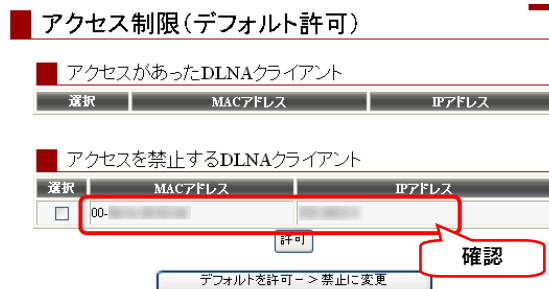 アクセス制限(デフォルト許可)
アクセスがあったDLNAクライアント
選択 MACアドレス IPアドレス
アクセスを禁止するDLNAクライアント
選択 MACアドレス IPアドレス
00-
許可
確認
デフォルトを許可->禁止に変更